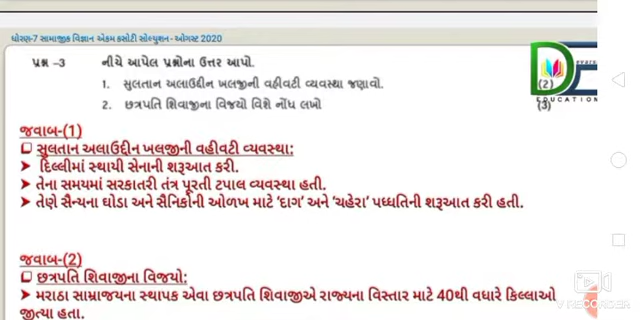 ધોરણ-7 સામાજીક વિજ્ઞાન એકમ કસોટી સોલ્યુશન - ઓગસ્ટ 2020
પ્રશ્ન -3 નીચે આપેલ પ્રશ્નોના ઉત્તર આપો.
1. સુલતાન અલાઉદ્દીન ખલજીની વહીવટી વ્યવસ્થા જણાવો. (2)
2. છત્રપતિ શિવાજીના વિજયો વિશે નોંધ લખો (3)
EDUCATION
જવાબ-(1)
સુલતાન અલાઉદ્દીન ખલજીની વહીવટી વ્યવસ્થા:
દિલ્લીમાં સ્થાયી સેનાની શરૂઆત કરી.
તેના સમયમાં સરકાતરી તંત્ર પૂરતી ટપાલ વ્યવસ્થા હતી.
તેણે સૈન્યના ઘોડા અને સૈનિકોની ઓળખ માટે ‘દાગ’ અને ‘ચહેરા’ પધ્ધતિની શરૂઆત કરી હતી.
જવાબ-(2)
છત્રપતિ શિવાજીના વિજયો:
મરાઠા સામ્રાજયના સ્થાપક એવા છત્રપતિ શિવાજીએ રાજ્યના વિસ્તાર માટે 40થી વધારે કિલ્લાઓ
જીત્યા હતા.
RECORDER